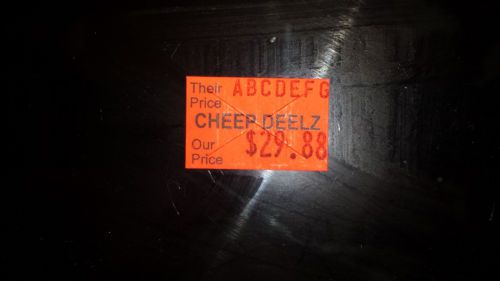 Their ABCDEFG
Price
CHEEP DEELZ
Our $29.88
Price